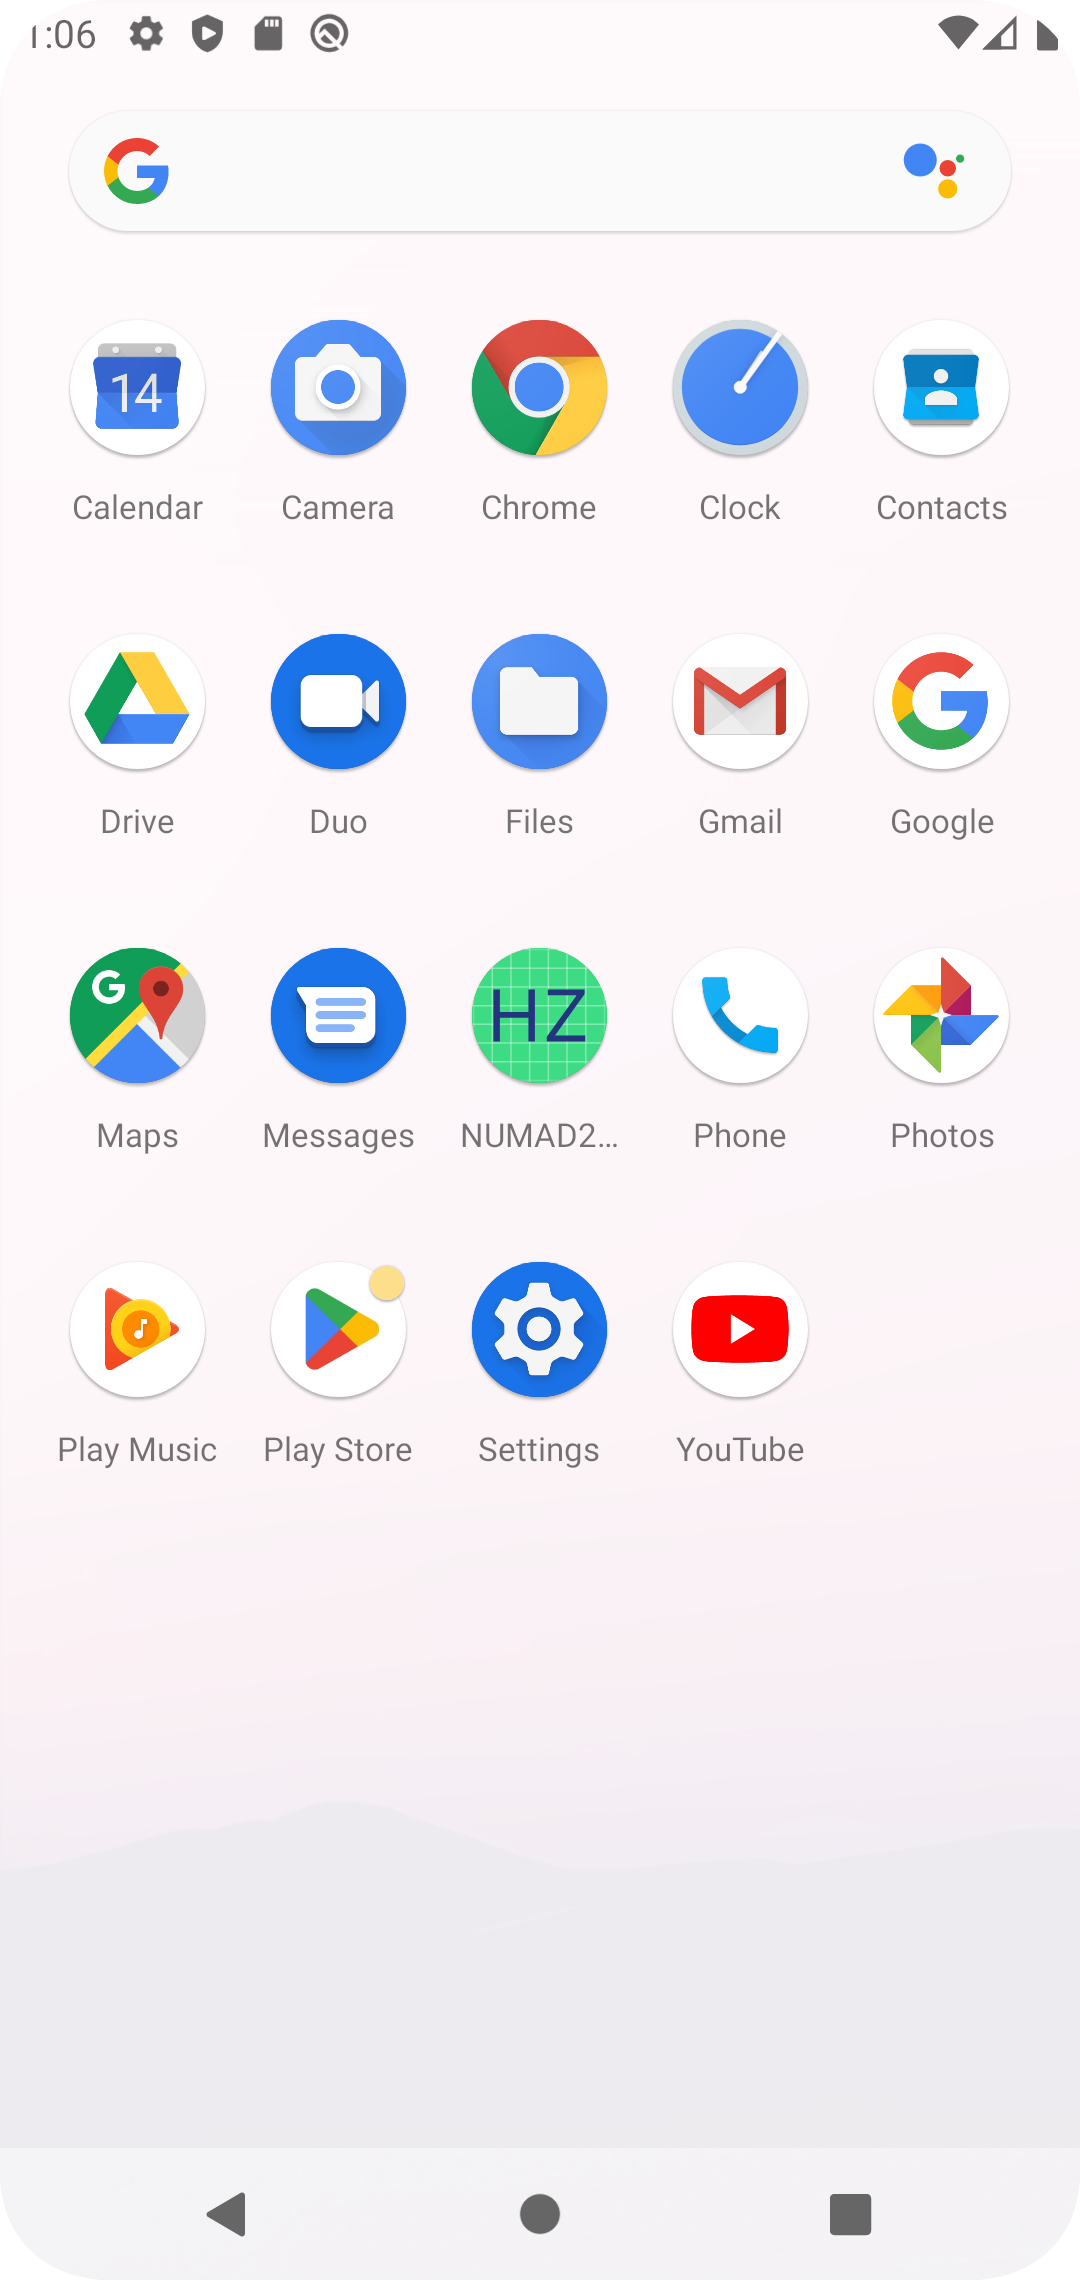 1:06
14
Calendar Camera Chrome Clock Contacts
Drive Duo Files Gmail Google
HZ
Maps Messages NUMAD2... Phone Photos
Play Music Play Store Settings YouTube